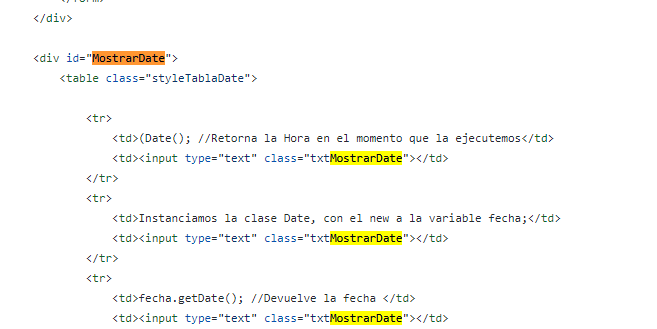 </form>
</div>
<div id="MostrarDate">
<table class="styleTablaDate">
<tr>
<td>(Date(); //Retorna la Hora en el momento que la ejecutemos</td>
<td><input type="text" class="txtMostrarDate"></td>
</tr>
<tr>
<td>Instanciamos la clase Date, con el new a la variable fecha;</td>
<td><input type="text" class="txtMostrarDate"></td>
</tr>
<tr>
<td>fecha.getDate(); //Devuelve la fecha </td>
<td><input type="text" class="txtMostrarDate"></td>